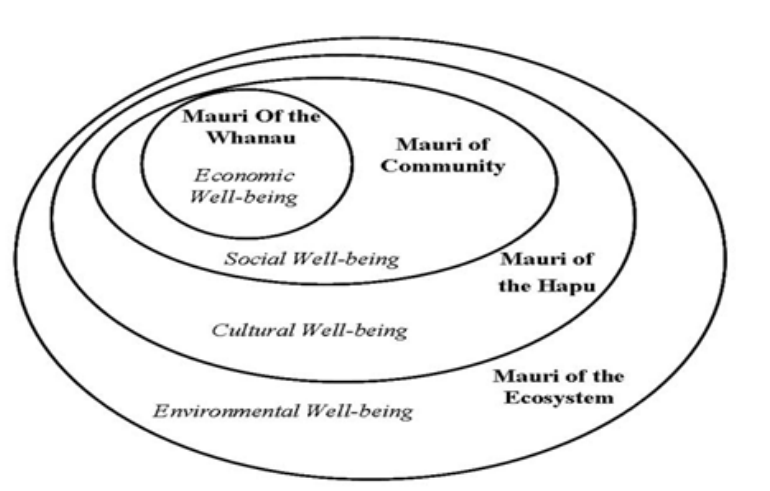 Mauri Of the
Whanau
Economic
Well-being
Mauri of
Community
Social Well-being
Mauri of
the Hapu
Cultural Well-being
Mauri of the
Ecosystem
Environmental Well-being